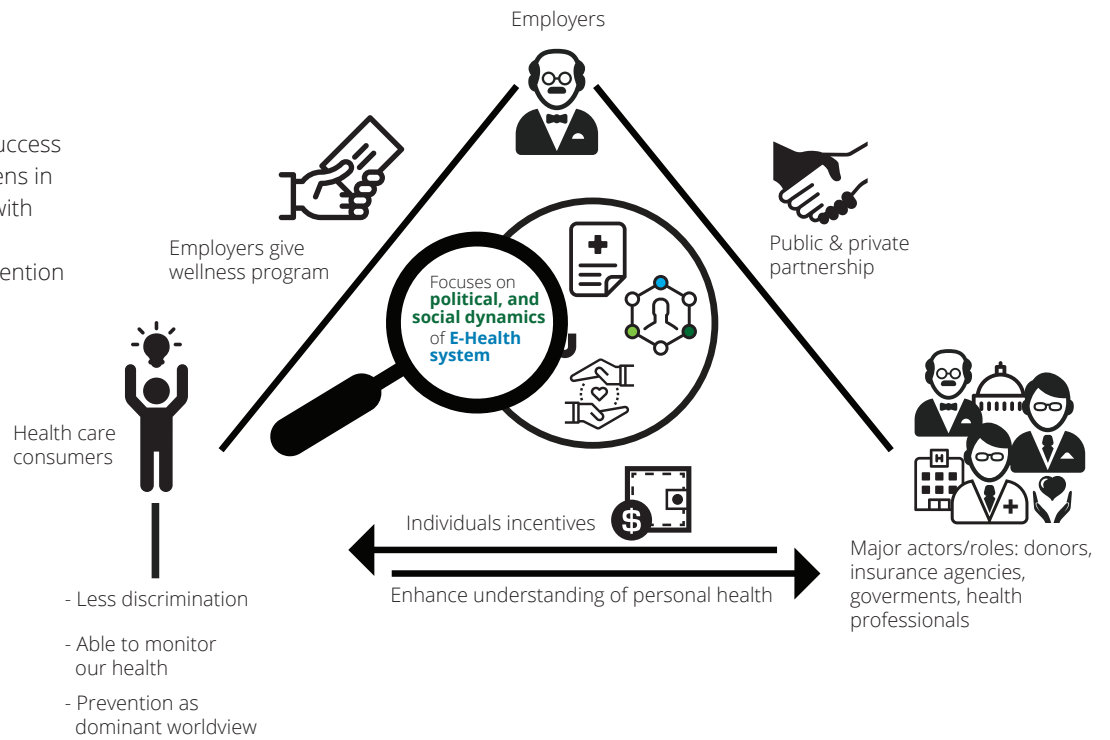 Employers
uccess
ens in
with
ention
Employers give
wellness program
Public & private
partnership
Focuses on
political, and
social dynamics
of E-Health
system
Health care
consumers
H
$
Individuals incentives
Enhance understanding of personal health
Major actors/roles: donors,
insurance agencies,
goverments, health
professionals
- Less discrimination
- Able to monitor
our health
- Prevention as
dominant worldview